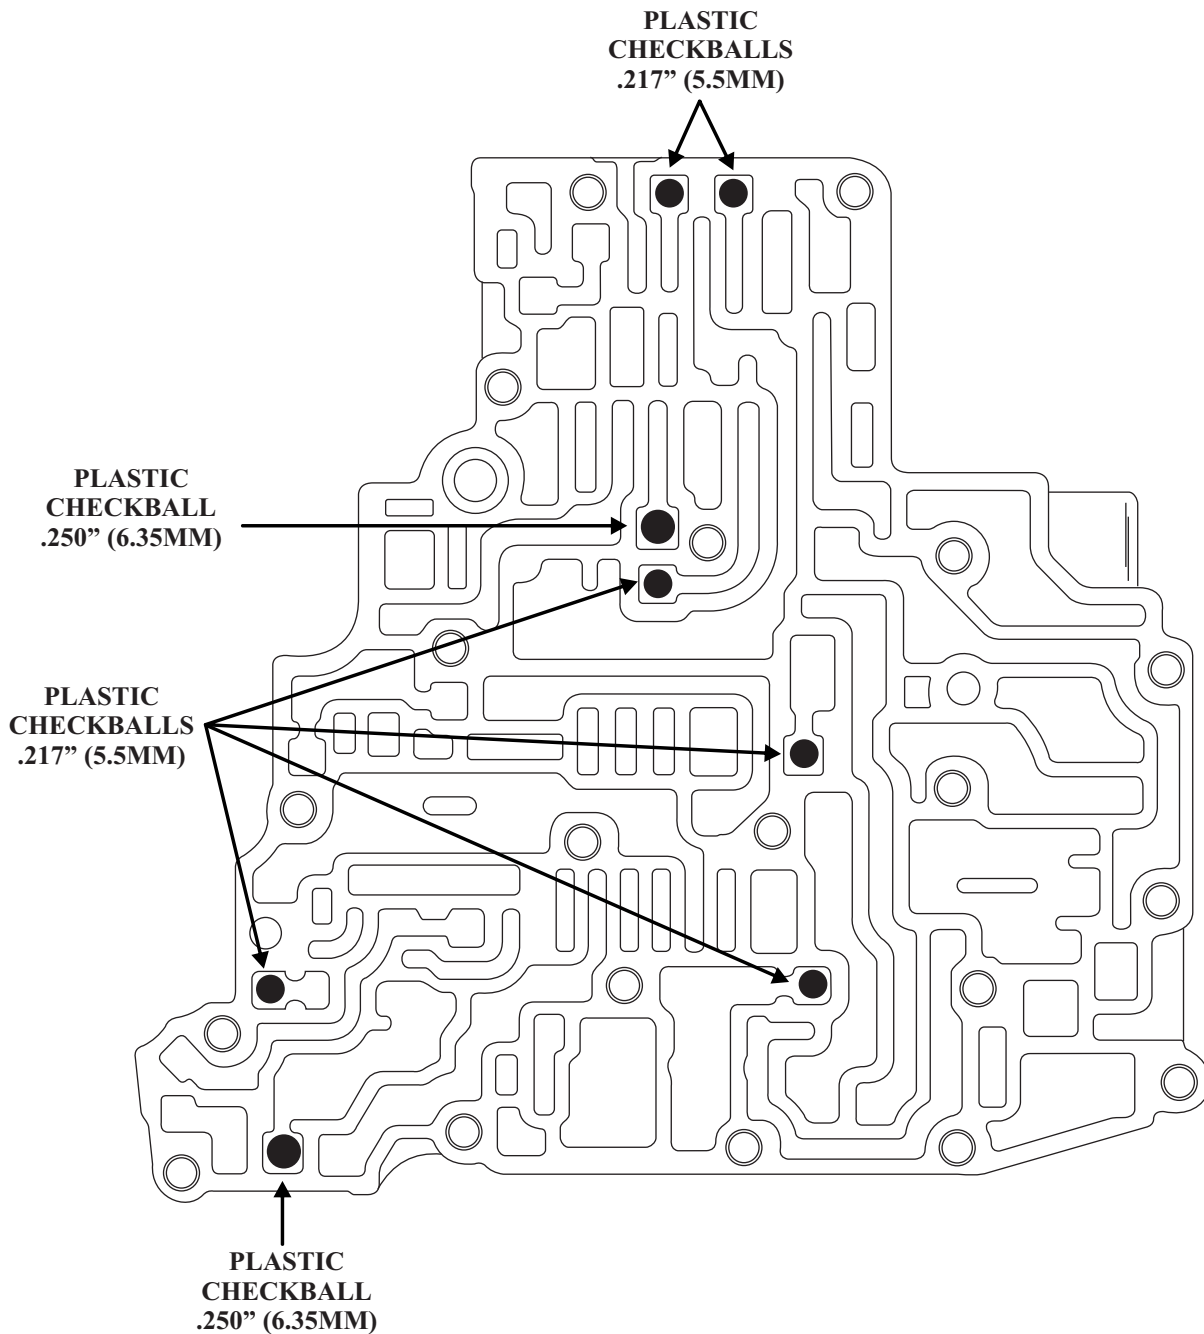 PLASTIC
CHECKBALLS
.217” (5.5MM)
PLASTIC
CHECKBALL
.250” (6.35MM)
PLASTIC
CHECKBALLS
.217” (5.5MM)
PLASTIC
CHECKBALL
.250” (6.35MM)